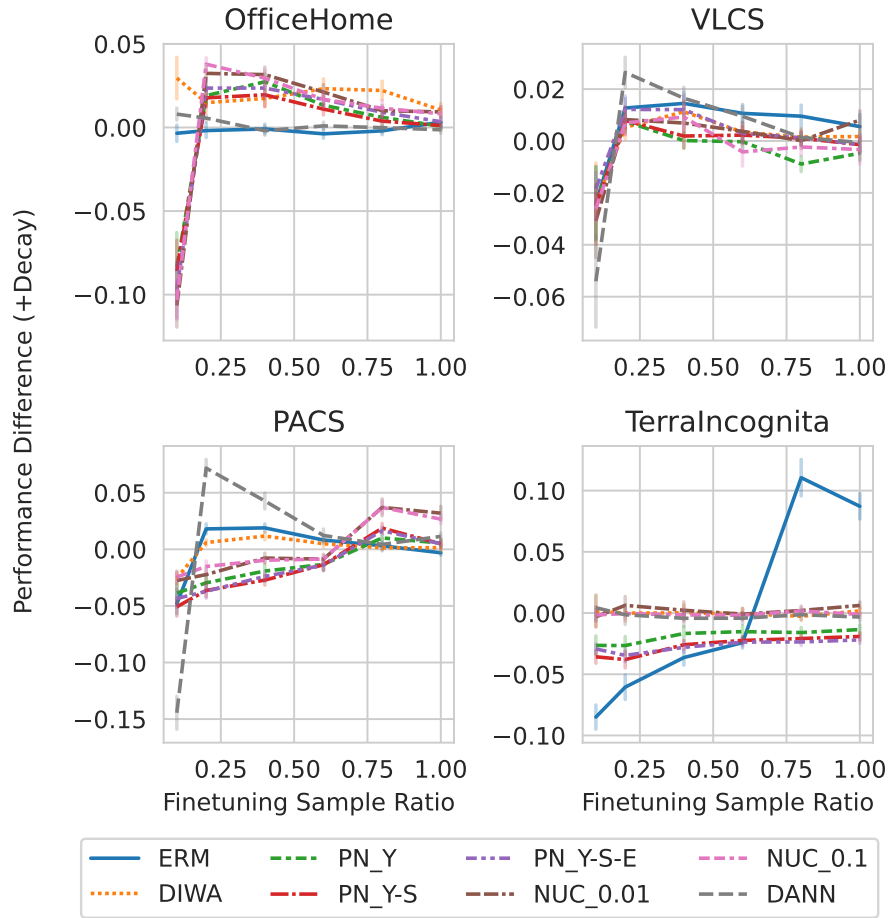 OfficeHome
VLCS
0.05
0.00
−0.05
−0.10
0.02
0.00
−0.02
−0.04
−0.06
0.25 0.50 0.75 1.00
0.25 0.50 0.75 1.00
Performance Difference (+Decay)
PACS
TerraIncognita
0.05
0.00
−0.05
−0.10
−0.15
0.10
0.05
0.00
−0.05
−0.10
0.25 0.50 0.75 1.00
0.25 0.50 0.75 1.00
Finetuning Sample Ratio
Finetuning Sample Ratio
ERM PN_Y PN_Y-S-E NUC_0.1
DIWA PN_Y-S NUC_0.01 DANN